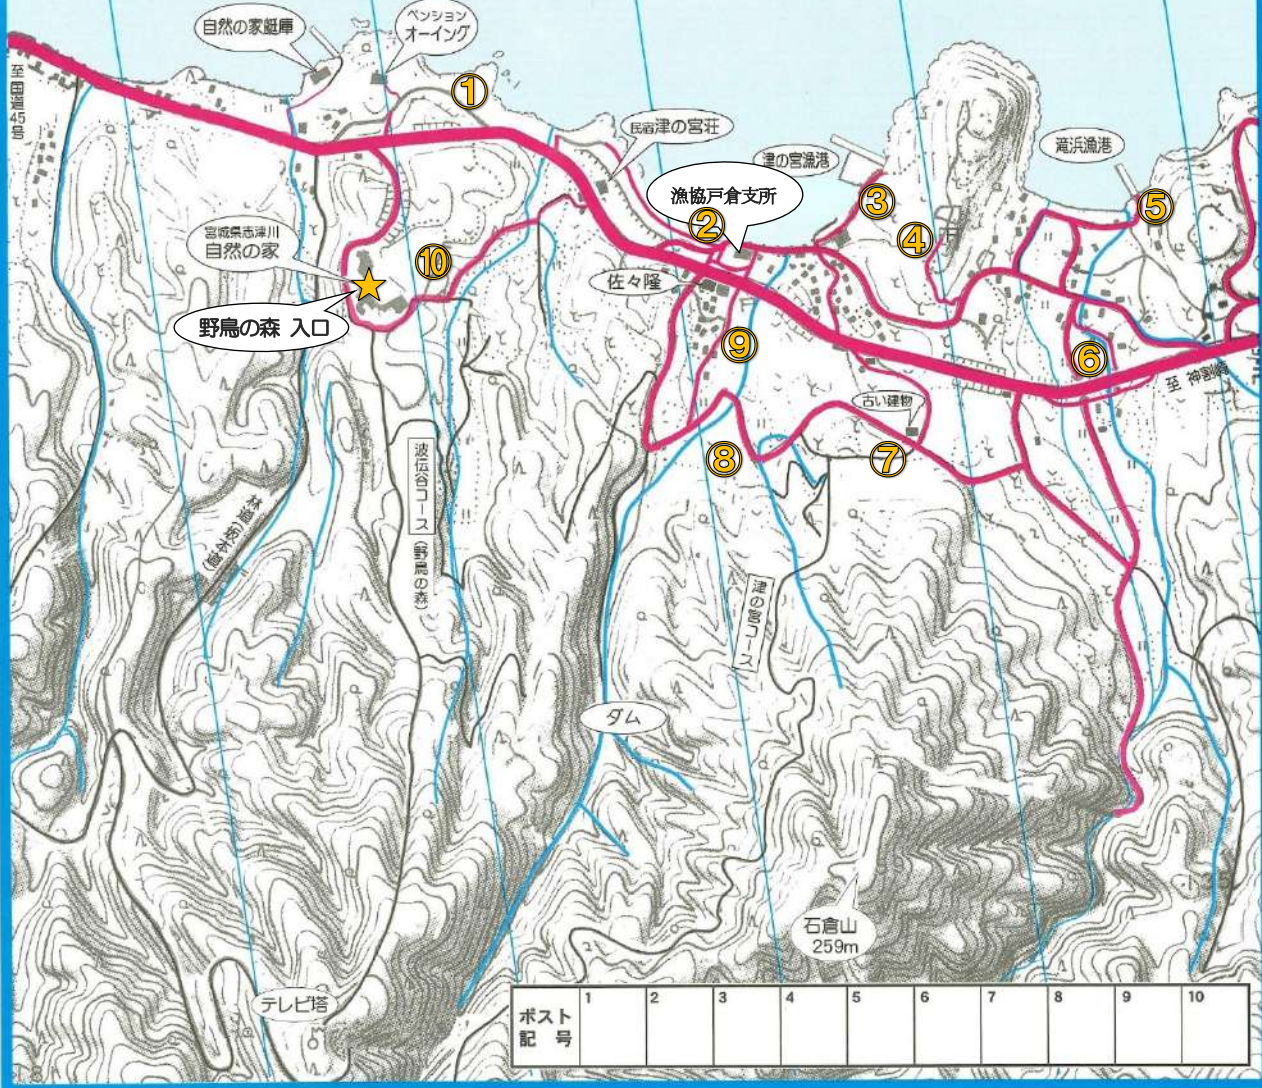 自然の家艇庫
ペンション
オーイング
至国道45号
①
民宿津の宮荘
津の宮漁港
滝浜漁港
漁協戸倉支所
②
③
④
⑤
宮城県志津川
自然の家
⑩
佐々隆
野鳥の森 入口
⑨
⑥
至 神割崎
古い建物
⑧
⑦
波伝谷コース(野鳥の森)
津の宮コース
ダム
石倉山
259m
テレビ塔
ポスト
記 号
1 2 3 4 5 6 7 8 9 10